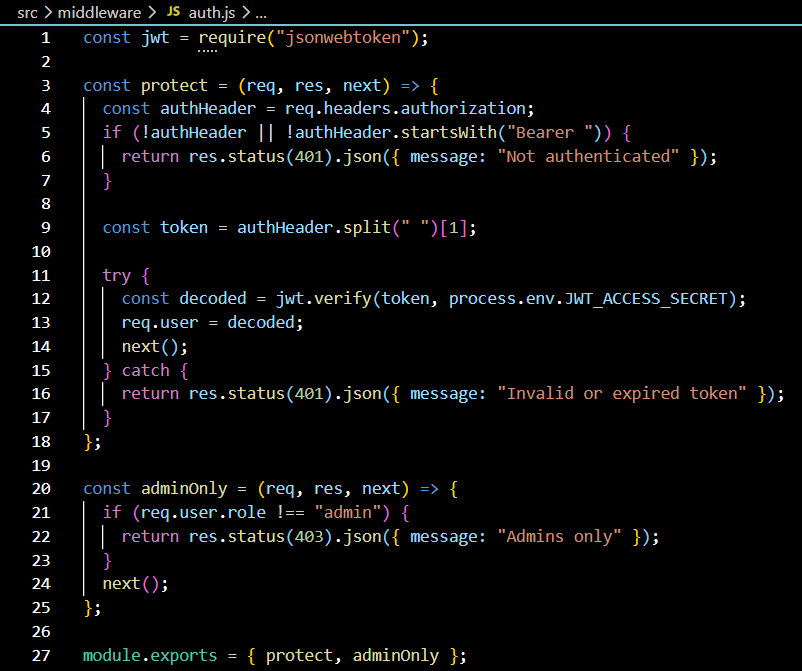 src > middleware > JS auth.js > ...
1 const jwt = require("jsonwebtoken");
2
3 const protect = (req, res, next) => {
4   const authHeader = req.headers.authorization;
5   if (!authHeader || !authHeader.startsWith("Bearer ")) {
6     return res.status(401).json({ message: "Not authenticated" });
7   }
8
9   const token = authHeader.split(" ")[1];
10
11   try {
12     const decoded = jwt.verify(token, process.env.JWT_ACCESS_SECRET);
13     req.user = decoded;
14     next();
15   } catch {
16     return res.status(401).json({ message: "Invalid or expired token" });
17   }
18 };
19
20 const adminOnly = (req, res, next) => {
21   if (req.user.role !== "admin") {
22     return res.status(403).json({ message: "Admins only" });
23   }
24   next();
25 };
26
27 module.exports = { protect, adminOnly };